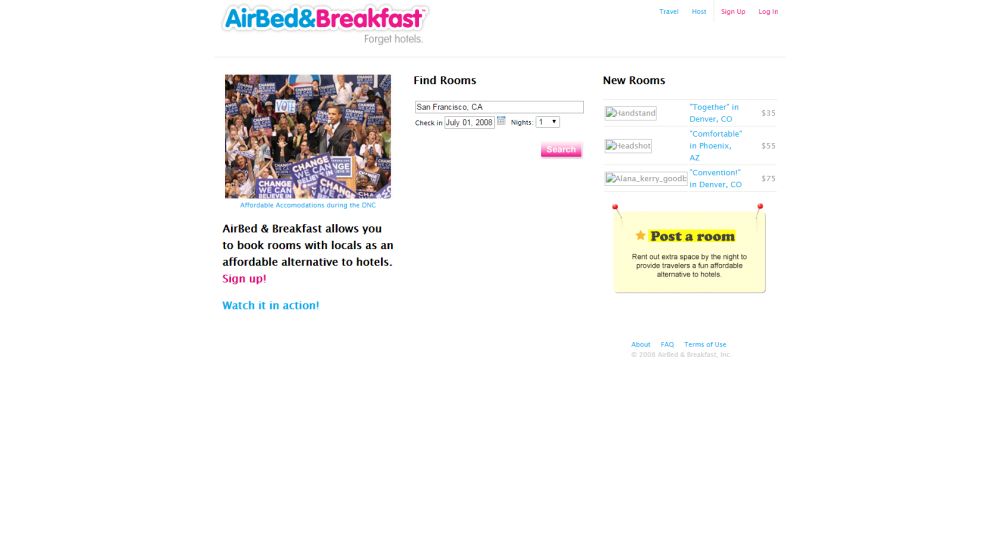 AirBed&Breakfast™
Forget hotels.
Travel Host Sign Up Log In
VOTE
CHANGE
WE CAN
BELIEVE IN
CHANGE
WE CAN
BELIEVE IN
Affordable Accomodations during the DNC
AirBed & Breakfast allows you
to book rooms with locals as an
affordable alternative to hotels.
Sign up!
Watch it in action!
Find Rooms
San Francisco, CA
Check in July 01, 2008 Nights: 1
Search
New Rooms
Handstand "Together" in
Denver, CO $35
Headshot "Comfortable"
in Phoenix,
AZ $55
Alana_kerry_goodb "Convention!"
in Denver, CO $75
Post a room
Rent out extra space by the night to
provide travelers a fun affordable
alternative to hotels.
About FAQ Terms of Use
© 2008 AirBed & Breakfast, Inc.